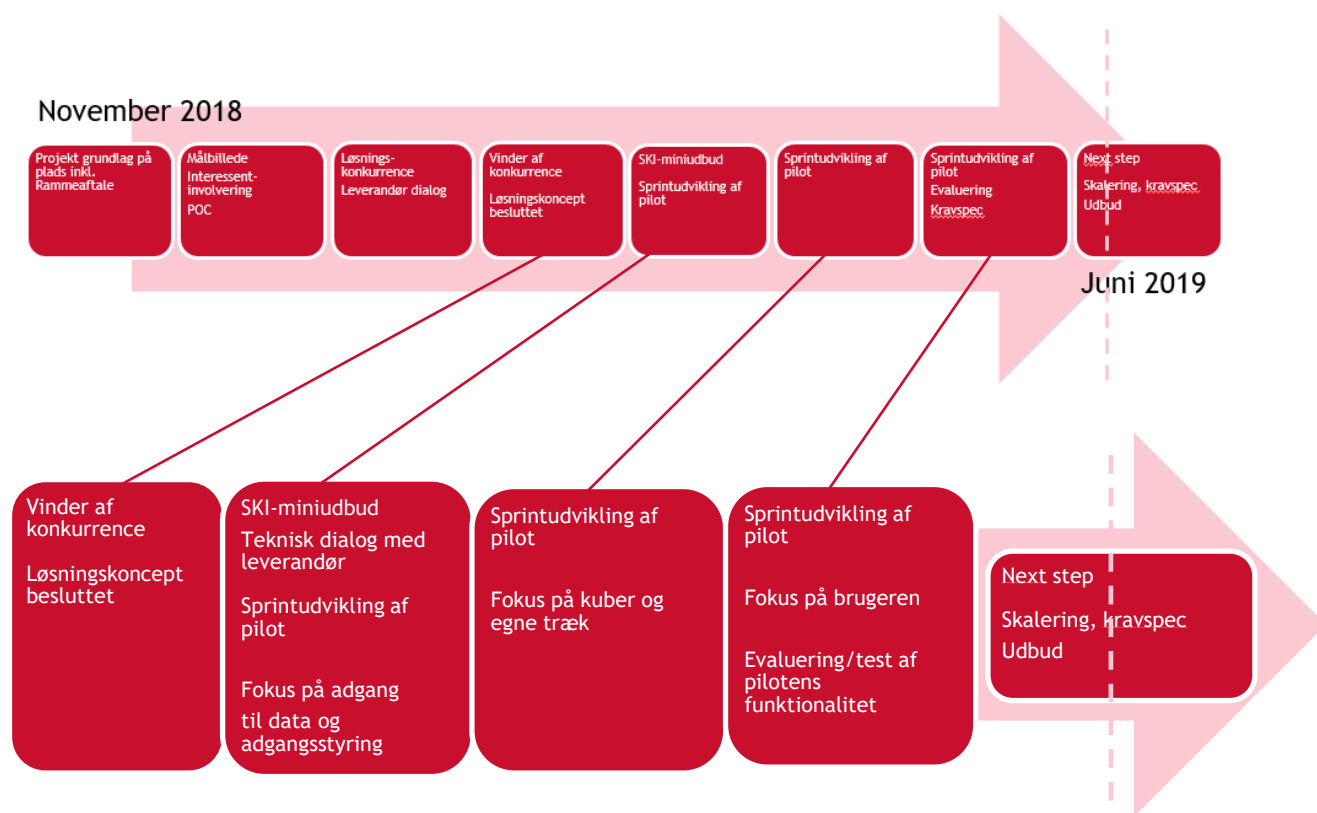 November 2018
Projekt grundlag på
plads inkl.
Rammeaftale
Målbillede
Interessent-
involvering
POC
Løsnings-
konkurrence
Leverandør dialog
Vinder af
konkurrence
Løsningskoncept
besluttet
SKI-miniudbud
Sprintudvikling af
pilot
Sprintudvikling af
pilot
Sprintudvikling af
pilot
Evaluering
Kravspec
Next step
Skalering, kravspec
Udbud
Juni 2019
Vinder af
konkurrence
Løsningskoncept
besluttet
SKI-miniudbud
Teknisk dialog med
leverandør
Sprintudvikling af
pilot
Fokus på adgang
til data og
adgangsstyring
Sprintudvikling af
pilot
Fokus på kuber og
egne træk
Sprintudvikling af
pilot
Fokus på brugeren
Evaluering/test af
pilotens
funktionalitet
Next step
Skalering, kravspec
Udbud